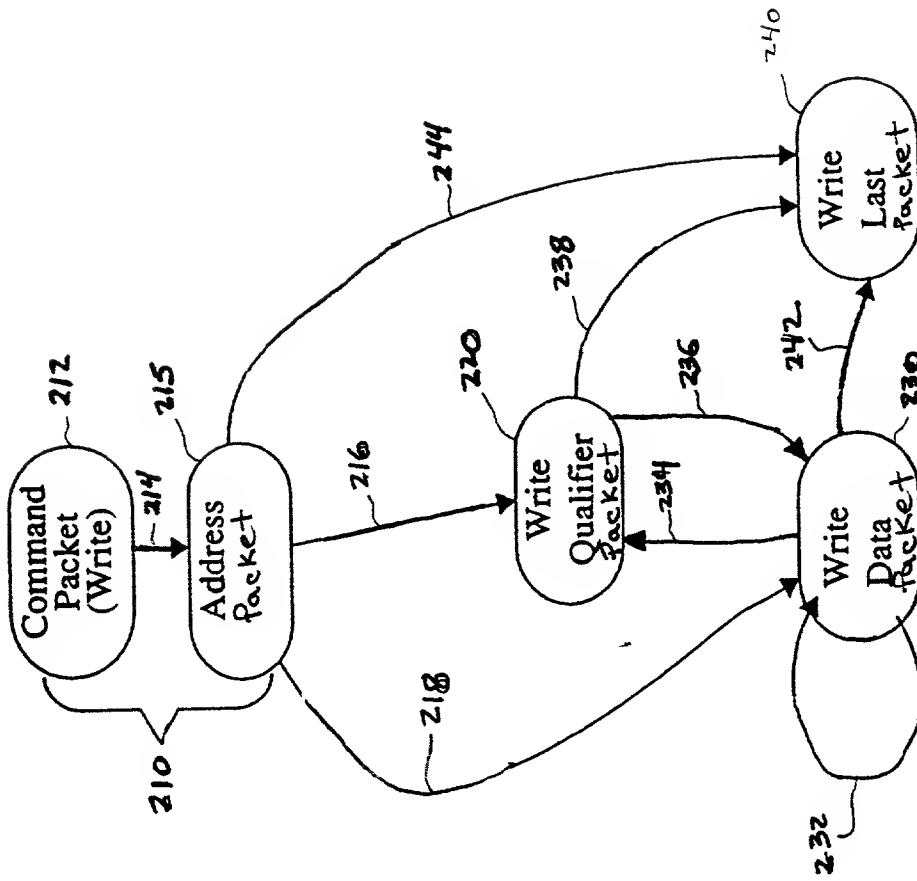 Command
Packet
(Write)
212
214
210
Address
Packet
215
216
218
244
Write
Qualifier
Packet
220
238
236
234
Write
Data
Packet
230
232
242
Write
Last
Packet
240